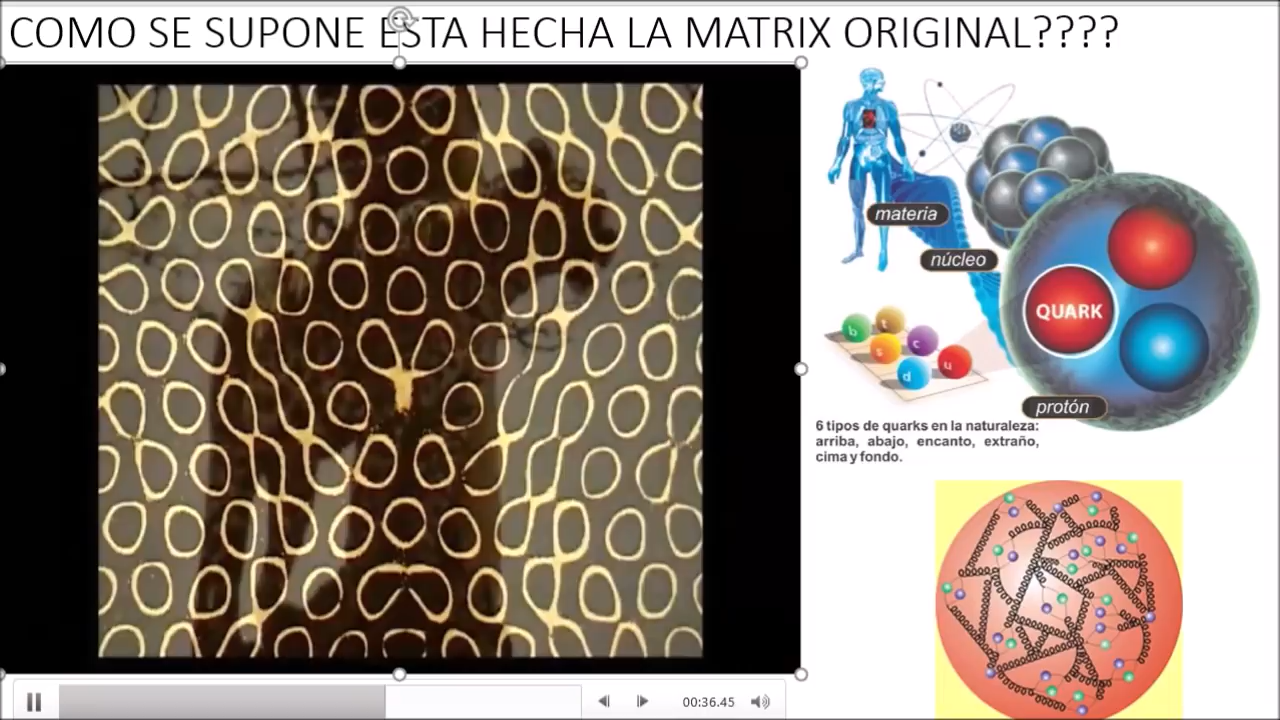 COMO SE SUPONE ESTA HECHA LA MATRIX ORIGINAL????
materia
núcleo
QUARK
b
t
s
c
d
u
protón
6 tipos de quarks en la naturaleza:
arriba, abajo, encanto, extraño,
cima y fondo.
00:36.45